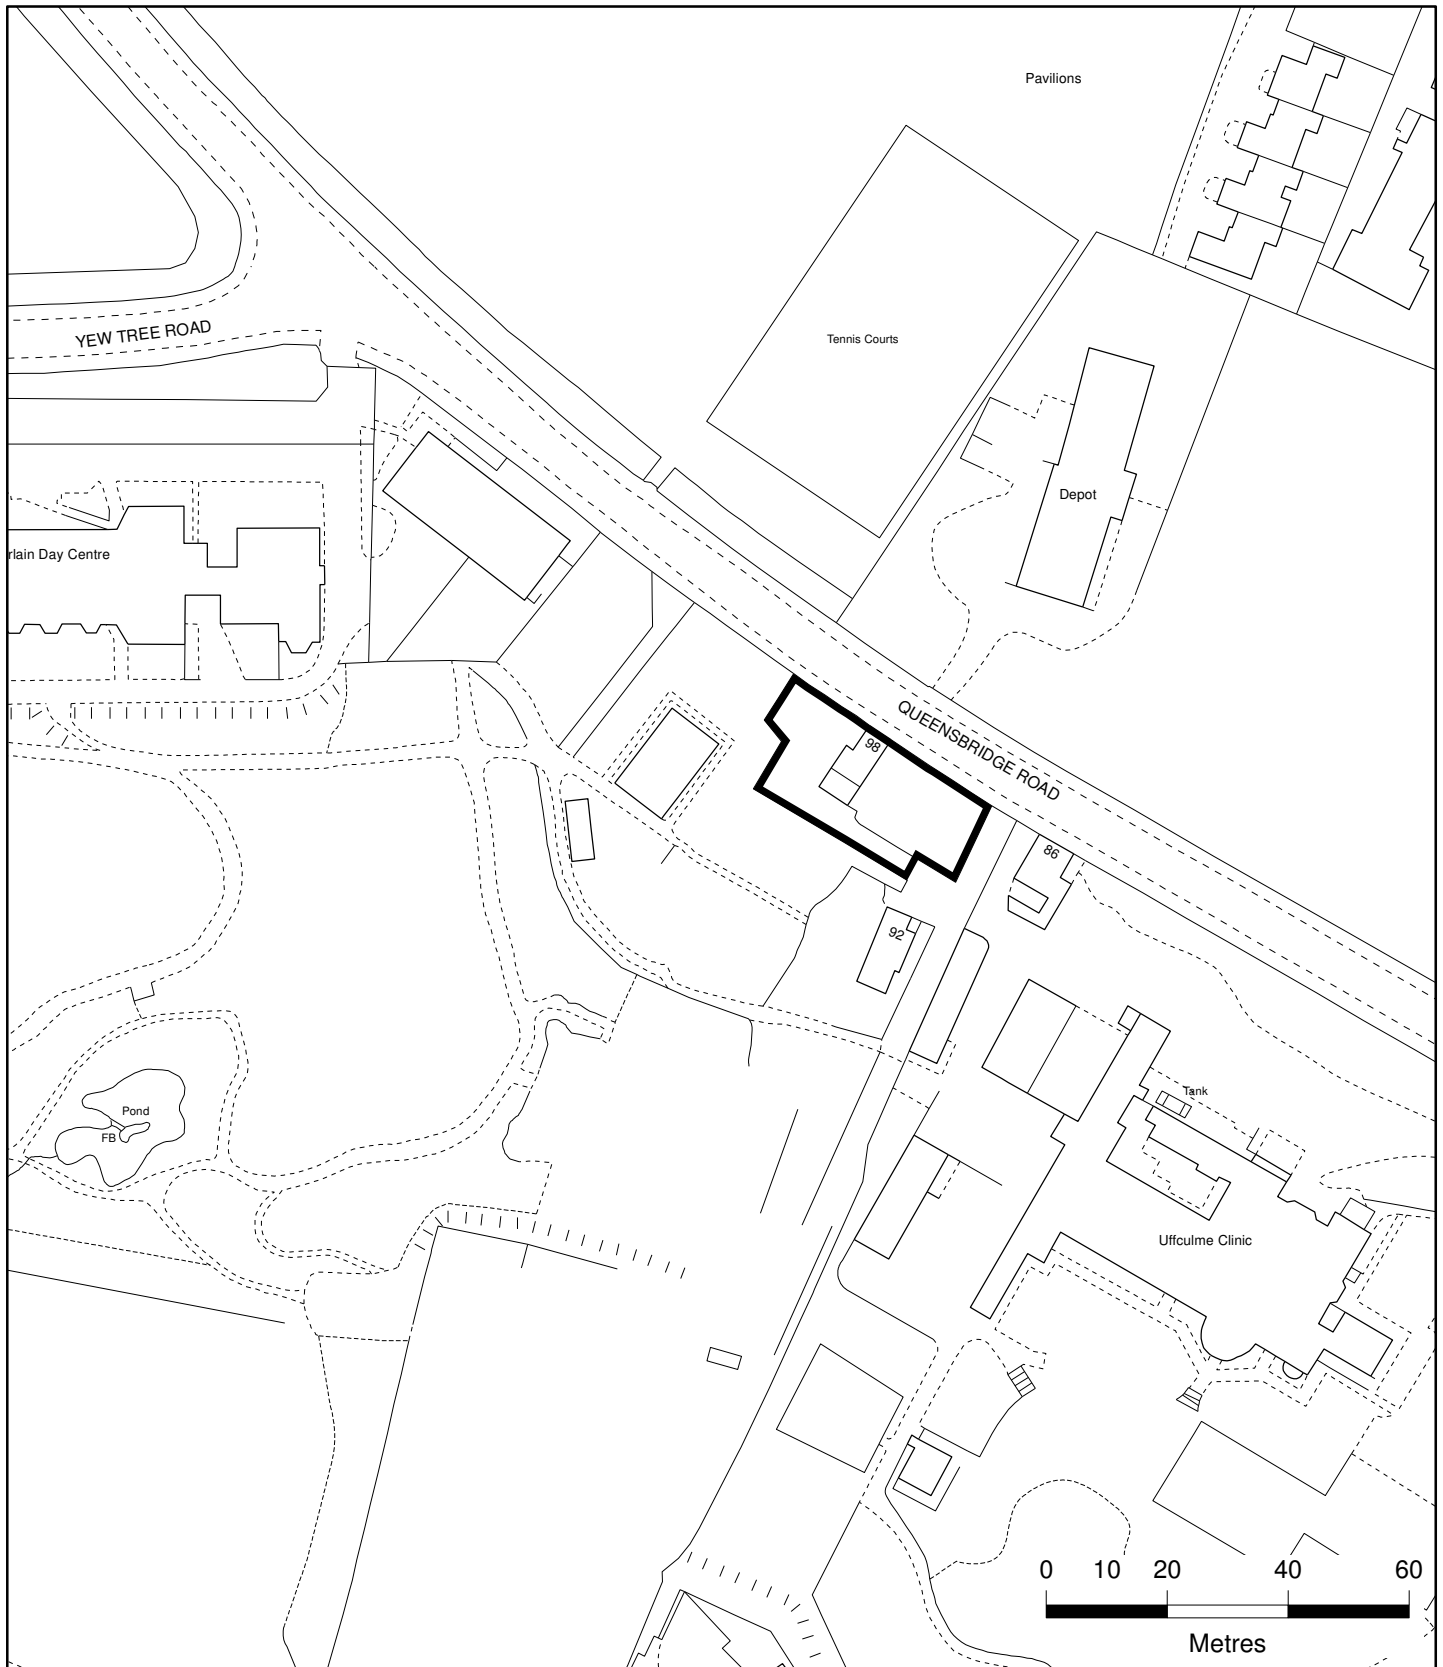 Pavilions
YEW TREE ROAD
Tennis Courts
Depot
rlain Day Centre
QUEENSBRIDGE ROAD
98
86
92
Tank
Pond
FB
Uffculme Clinic
0 10 20 40 60
Metres